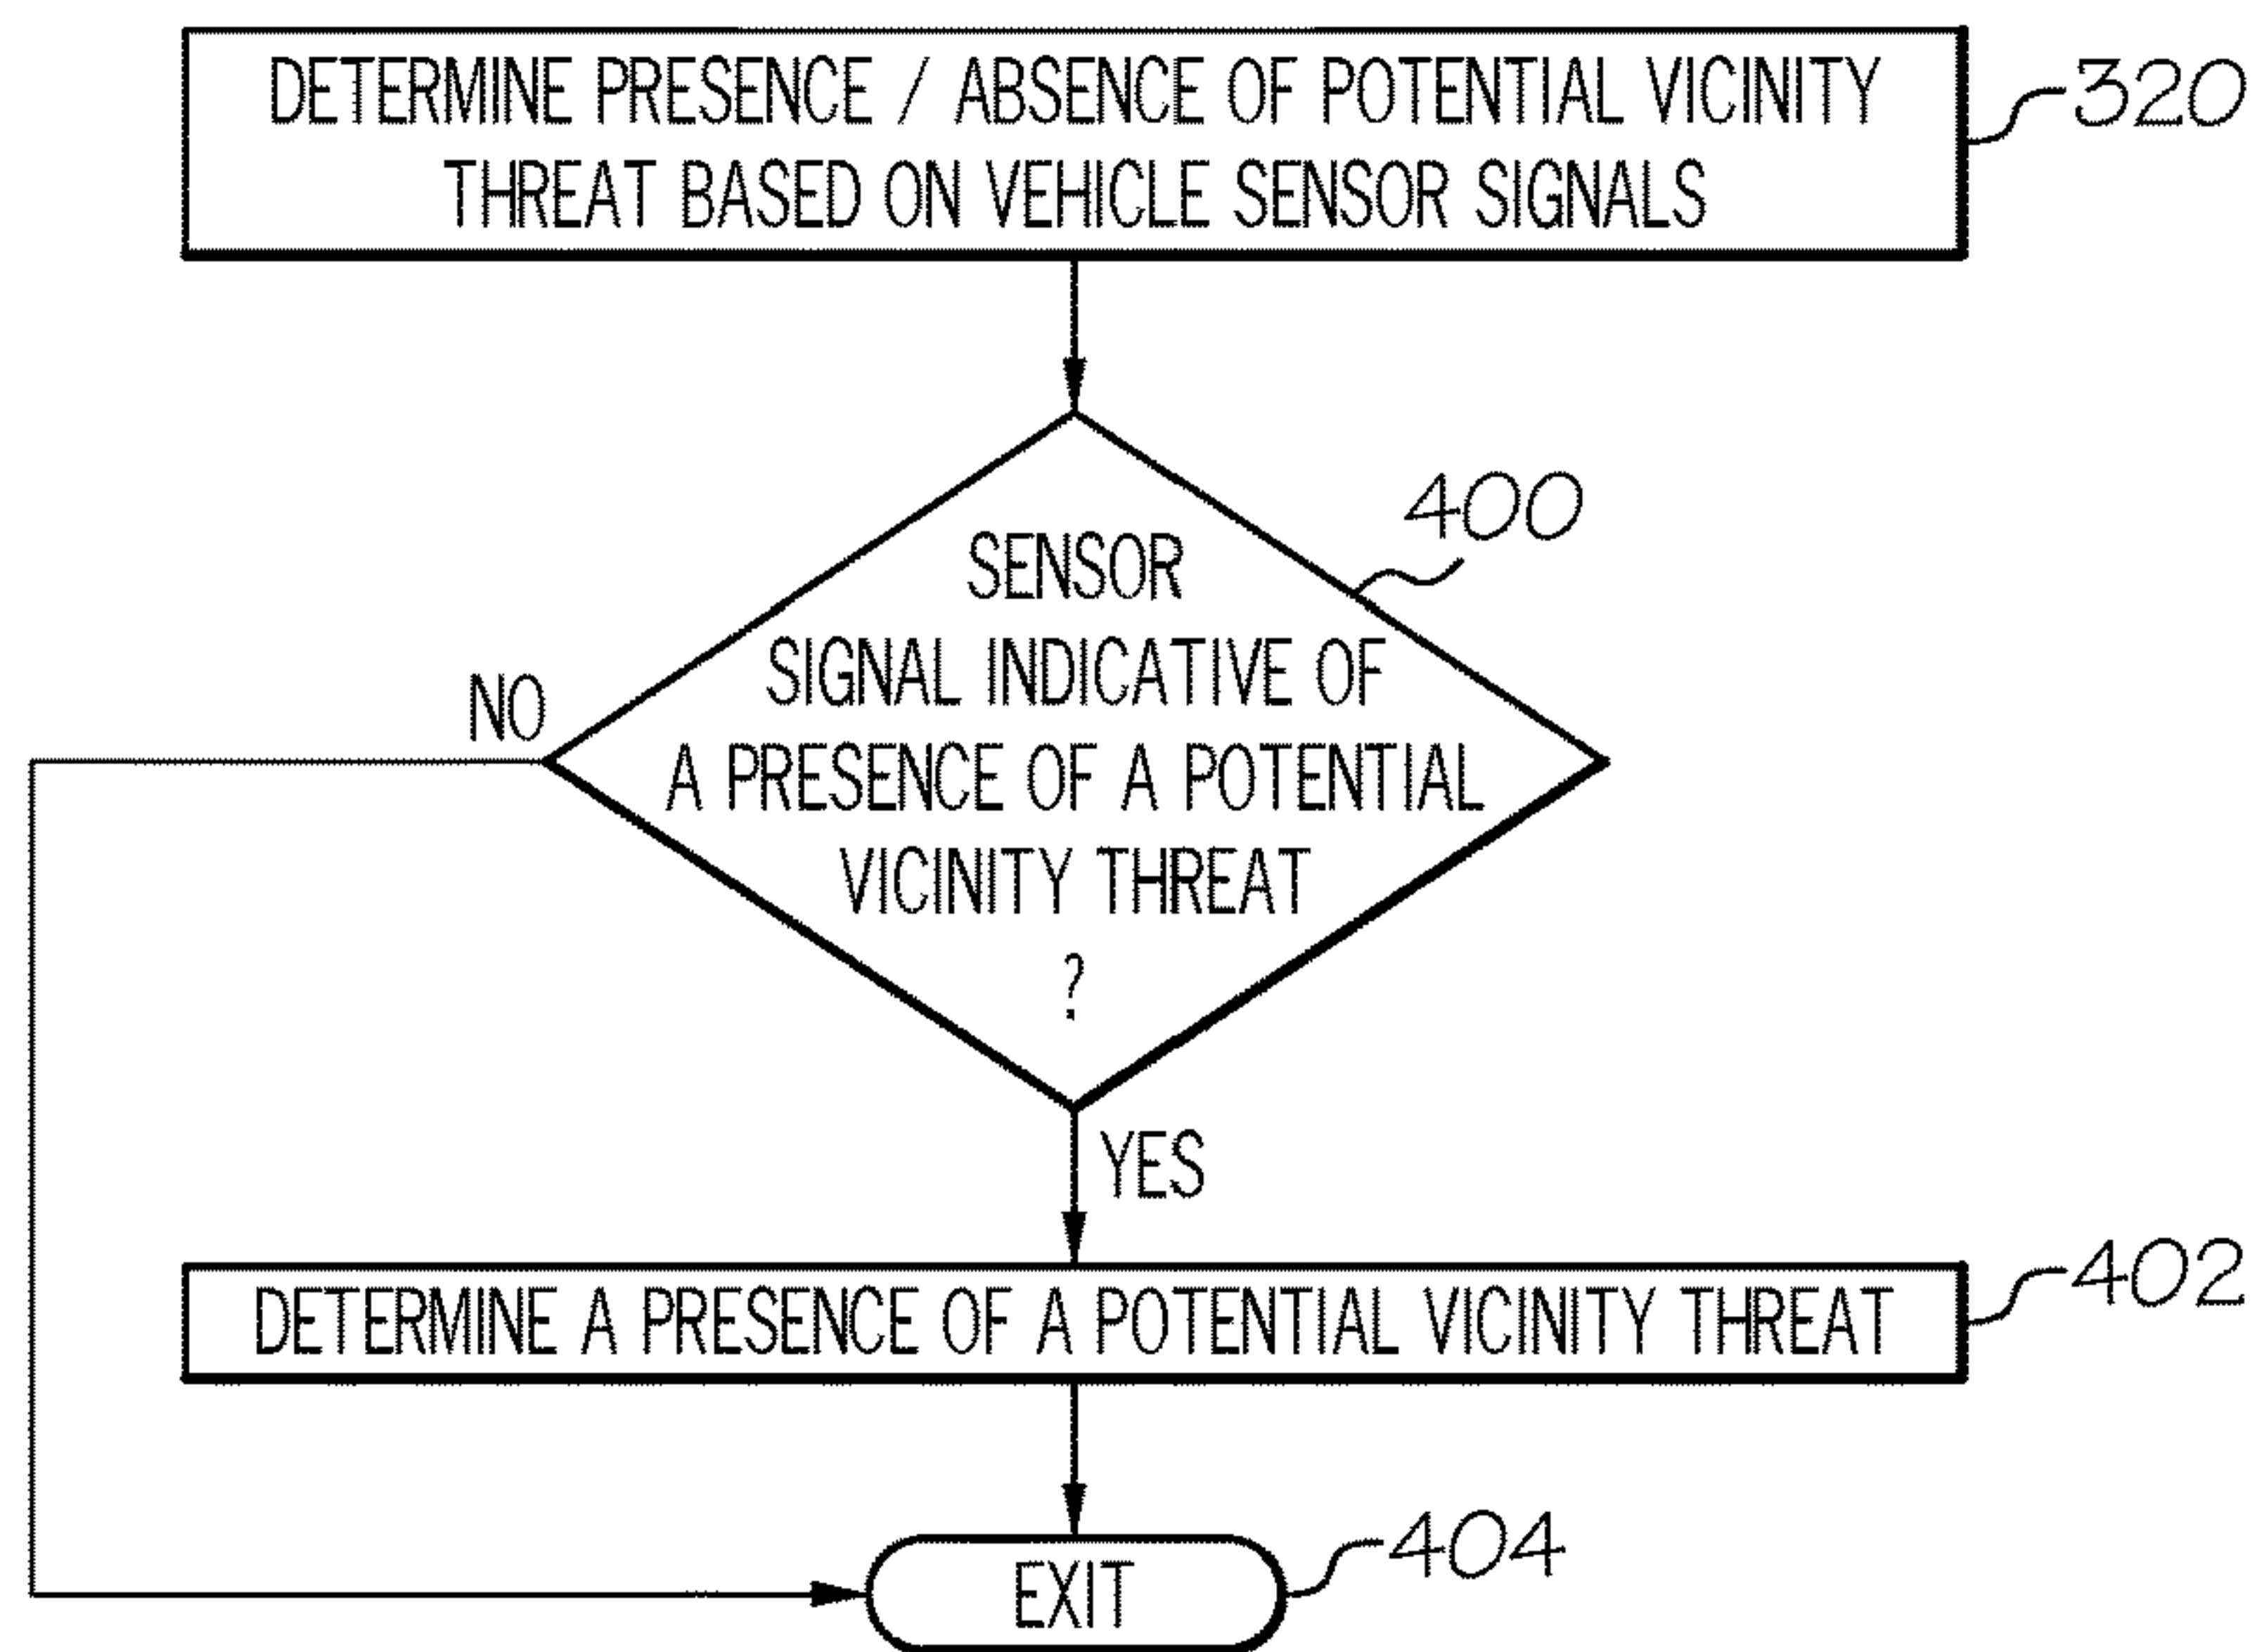 DETERMINE PRESENCE / ABSENCE OF POTENTIAL VICINITY
THREAT BASED ON VEHICLE SENSOR SIGNALS
320
400
SENSOR
SIGNAL INDICATIVE OF
A PRESENCE OF A POTENTIAL
VICINITY THREAT
?
NO
YES
DETERMINE A PRESENCE OF A POTENTIAL VICINITY THREAT
402
EXIT
404